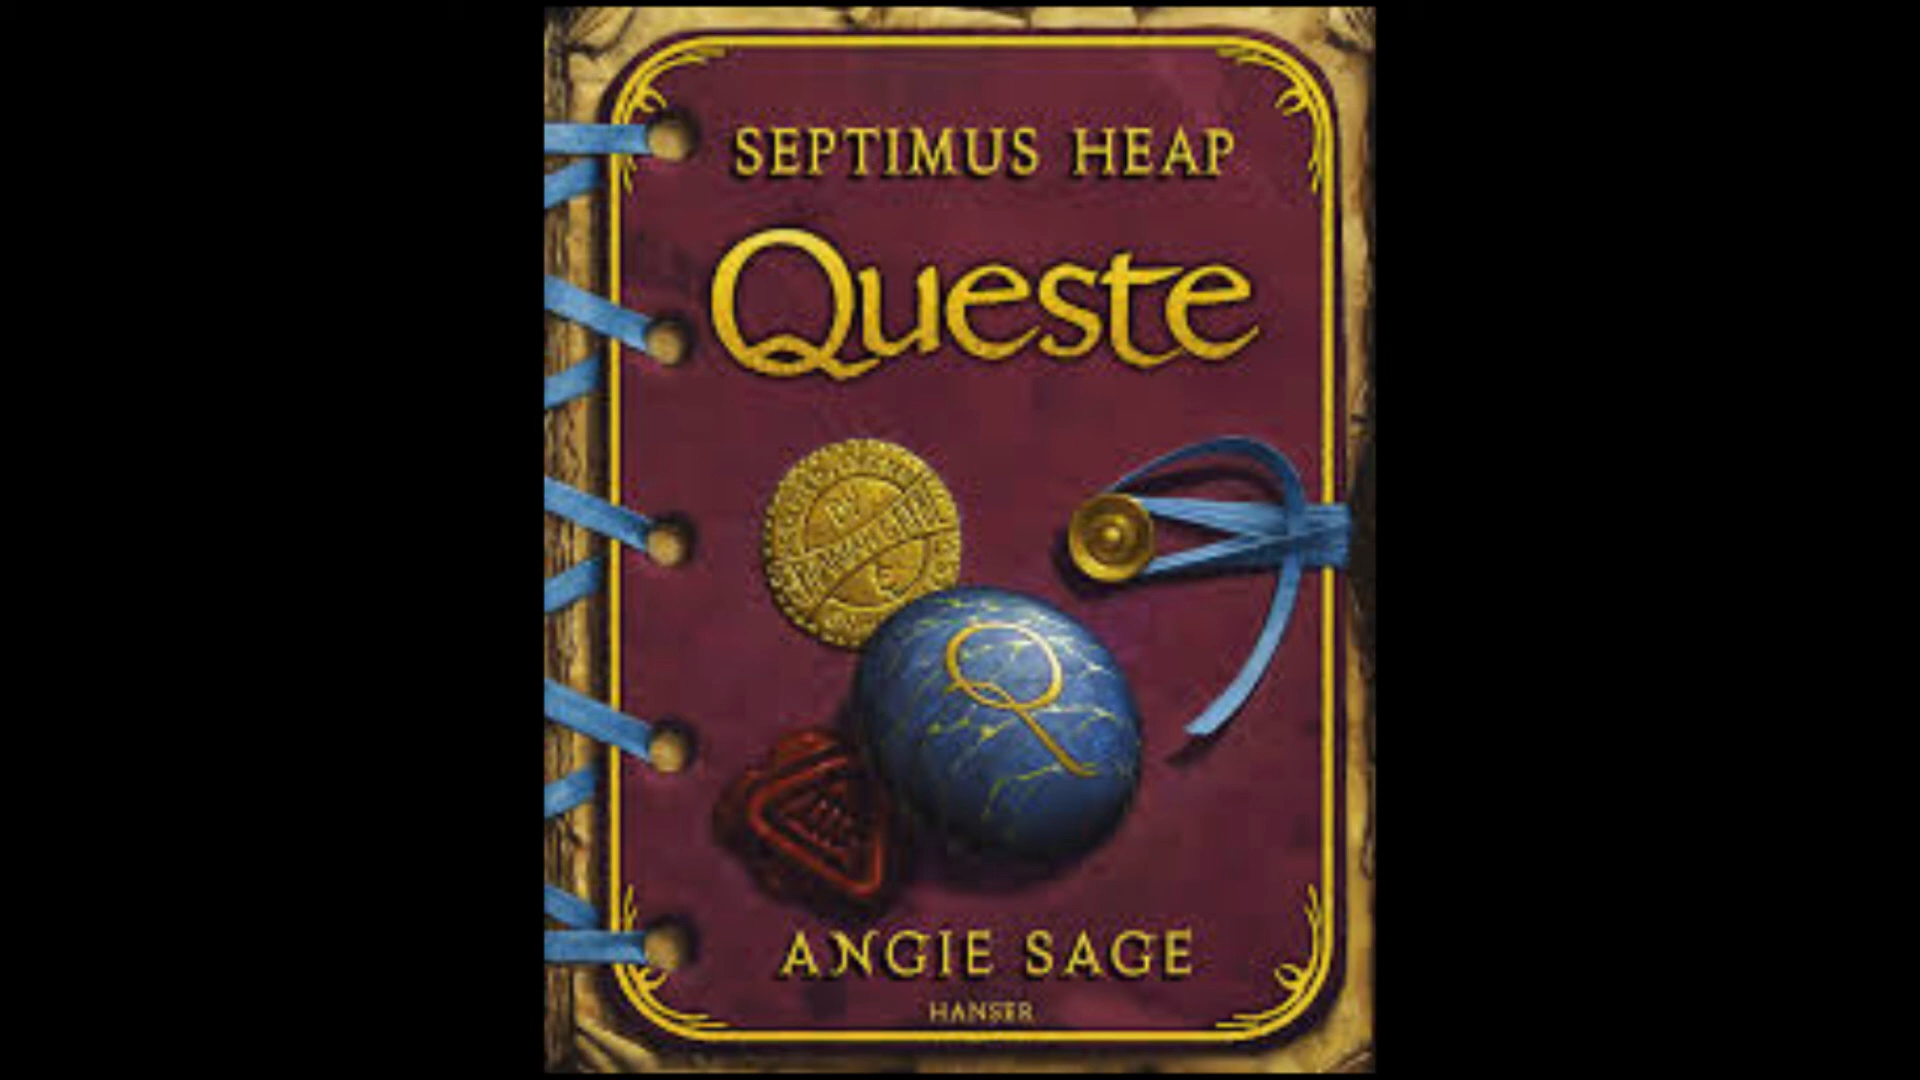 SEPTIMUS HEAP
Queste
Q
ANGIE SAGE
HANSER